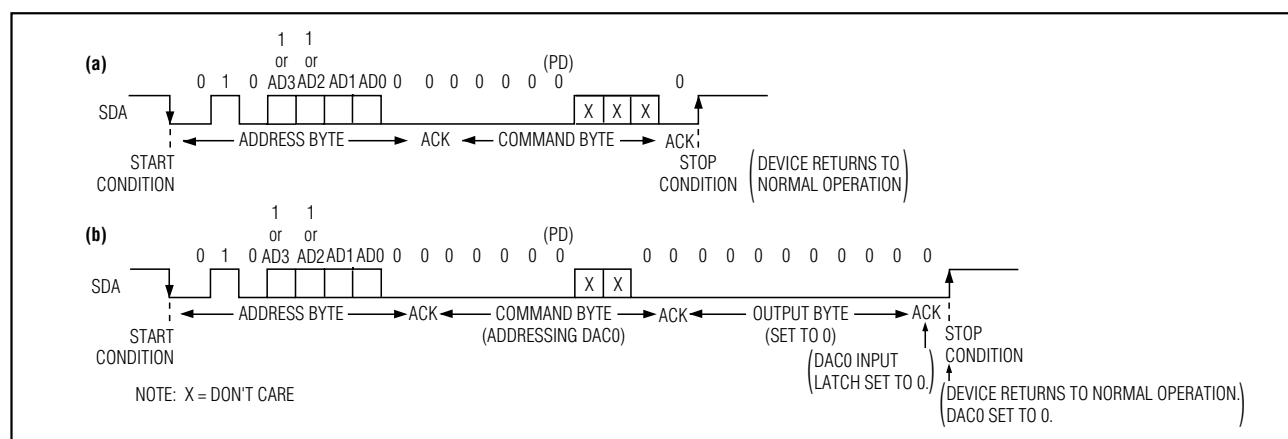 1 1
(a) or or (PD)
0 1 0 AD3 AD2 AD1 AD0 0 0 0 0 0 0 0 0
SDA X X X
ADDRESS BYTE ACK COMMAND BYTE ACK
START CONDITION
STOP CONDITION
(DEVICE RETURNS TO
NORMAL OPERATION)
1 1
(b) or or (PD)
0 1 0 AD3 AD2 AD1 AD0 0 0 0 0 0 0 0 0 0 0 0 0 0 0 0 0 0 0
SDA X X
ADDRESS BYTE ACK COMMAND BYTE ACK OUTPUT BYTE ACK
(ADDRESSING DAC0) (SET TO 0)
START CONDITION
STOP CONDITION
(DAC0 INPUT
LATCH SET TO 0.)
(DEVICE RETURNS TO NORMAL OPERATION.
DAC0 SET TO 0.)
NOTE: X = DON'T CARE